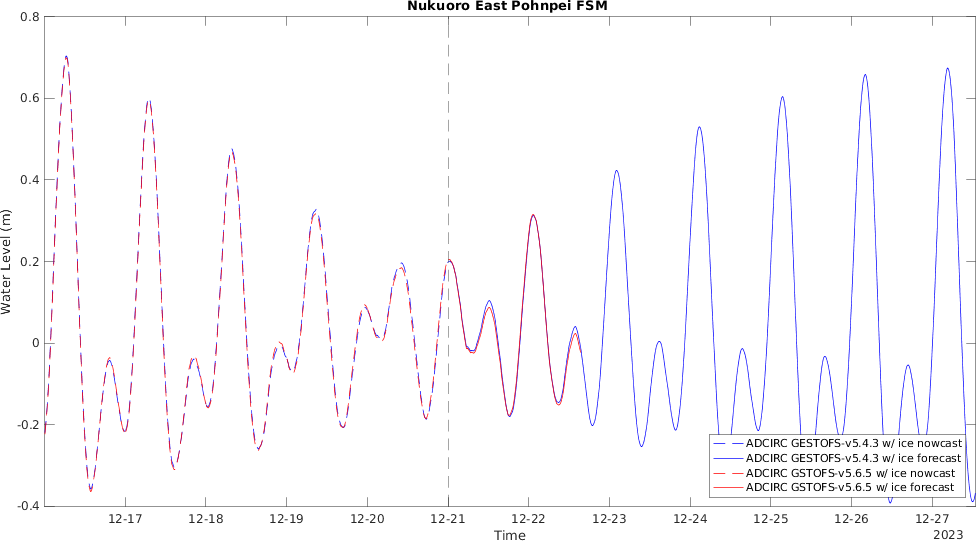 Nukuoro East Pohnpei FSM
0.8
0.6
0.4
0.2
0
-0.2
-0.4
Water Level (m)
ADCIRC GESTOFS-v5.4.3 w/ ice nowcast
ADCIRC GESTOFS-v5.4.3 w/ ice forecast
ADCIRC GSTOFS-v5.6.5 w/ ice nowcast
ADCIRC GSTOFS-v5.6.5 w/ ice forecast
12-17 12-18 12-19 12-20 12-21 12-22 12-23 12-24 12-25 12-26 12-27
Time
2023